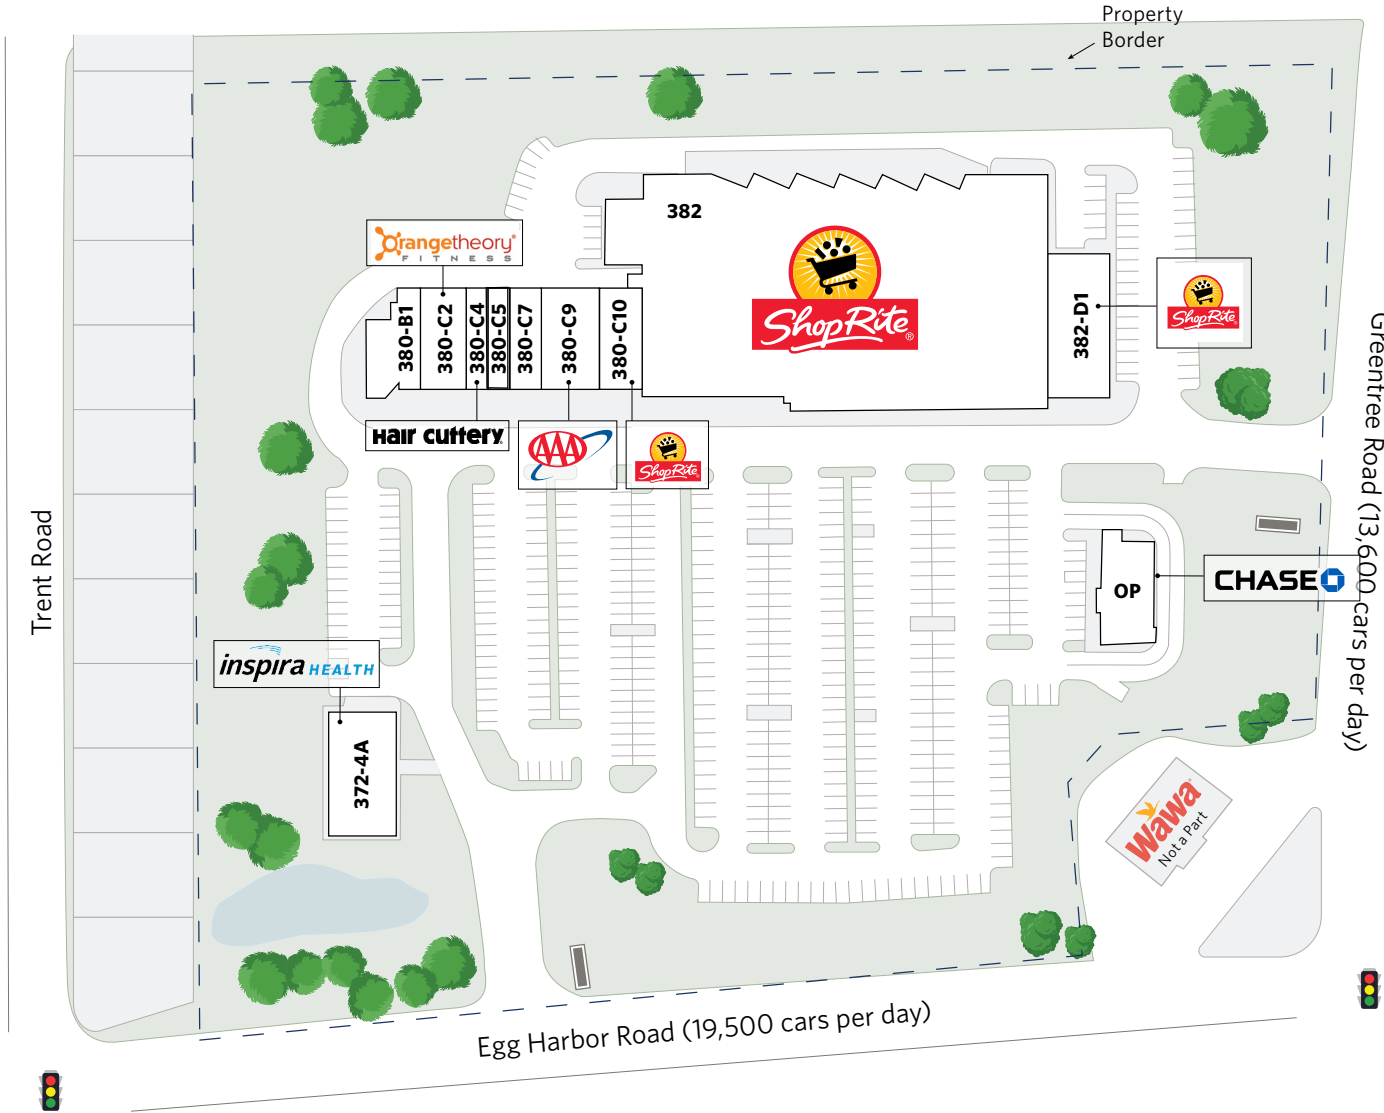 Property
Border
382
orangetheory®
FITNESS
380-B1
380-C2
380-C4
380-C5
380-C7
380-C9
380-C10
ShopRite®
382-D1
ShopRite
Hair Cuttery
AAA
ShopRite
Greentree Road (13,600 cars per day)
Trent Road
OP
CHASE
inspira HEALTH
372-4A
Wawa
Not a Part
Egg Harbor Road (19,500 cars per day)